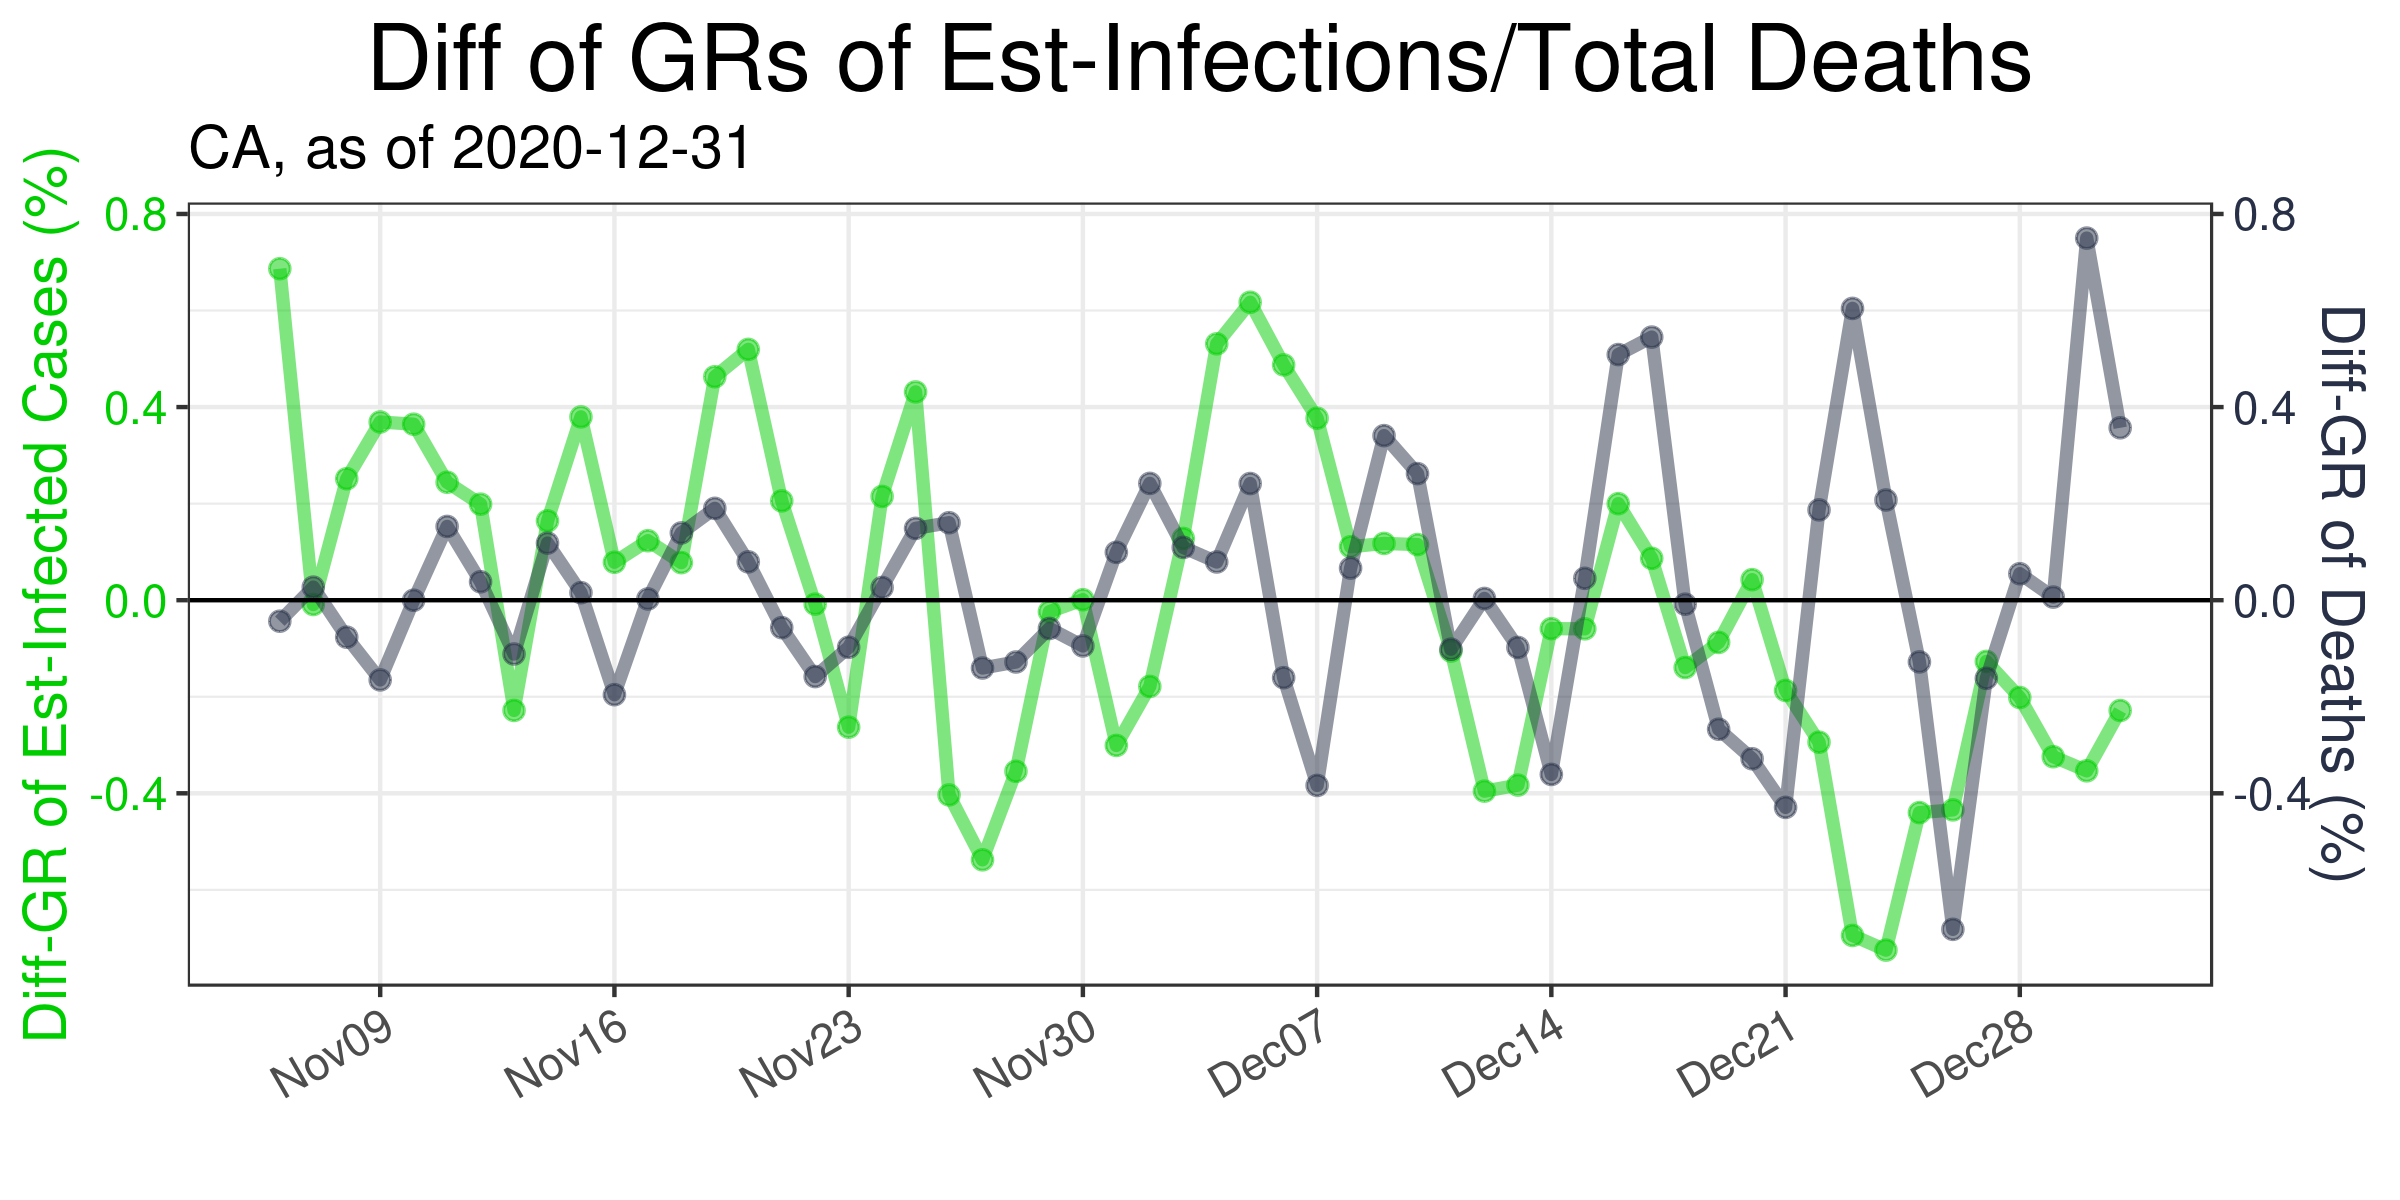 Diff of GRs of Est-Infections/Total Deaths
CA, as of 2020-12-31
Diff-GR of Est-Infected Cases (%)
0.8
0.4
0.0
-0.4
0.8
0.4
0.0
-0.4
Diff-GR of Deaths (%)
Nov09
Nov16
Nov23
Nov30
Dec07
Dec14
Dec21
Dec28